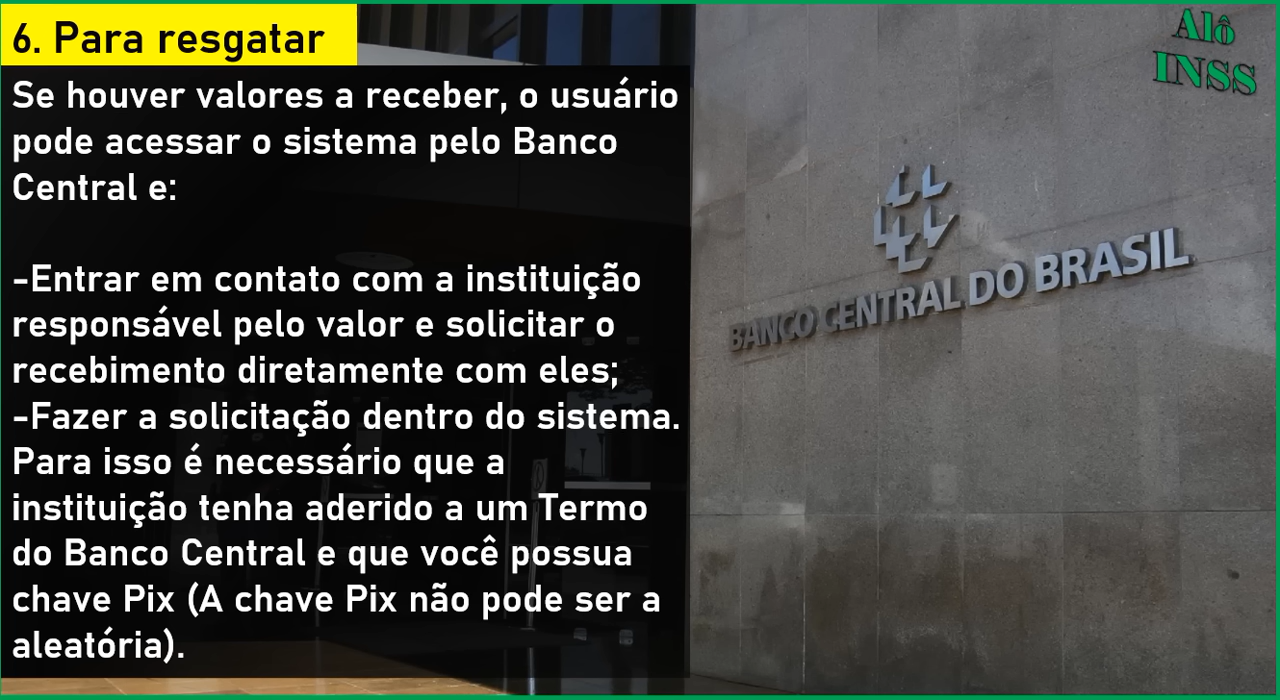 6. Para resgatar
Se houver valores a receber, o usuário
pode acessar o sistema pelo Banco
Central e:
-Entrar em contato com a instituição
responsável pelo valor e solicitar o
recebimento diretamente com eles;
-Fazer a solicitação dentro do sistema.
Para isso é necessário que a
instituição tenha aderido a um Termo
do Banco Central e que você possua
chave Pix (A chave Pix não pode ser a
aleatória).
Alô
INSS
BANCO CENTRAL DO BRASIL